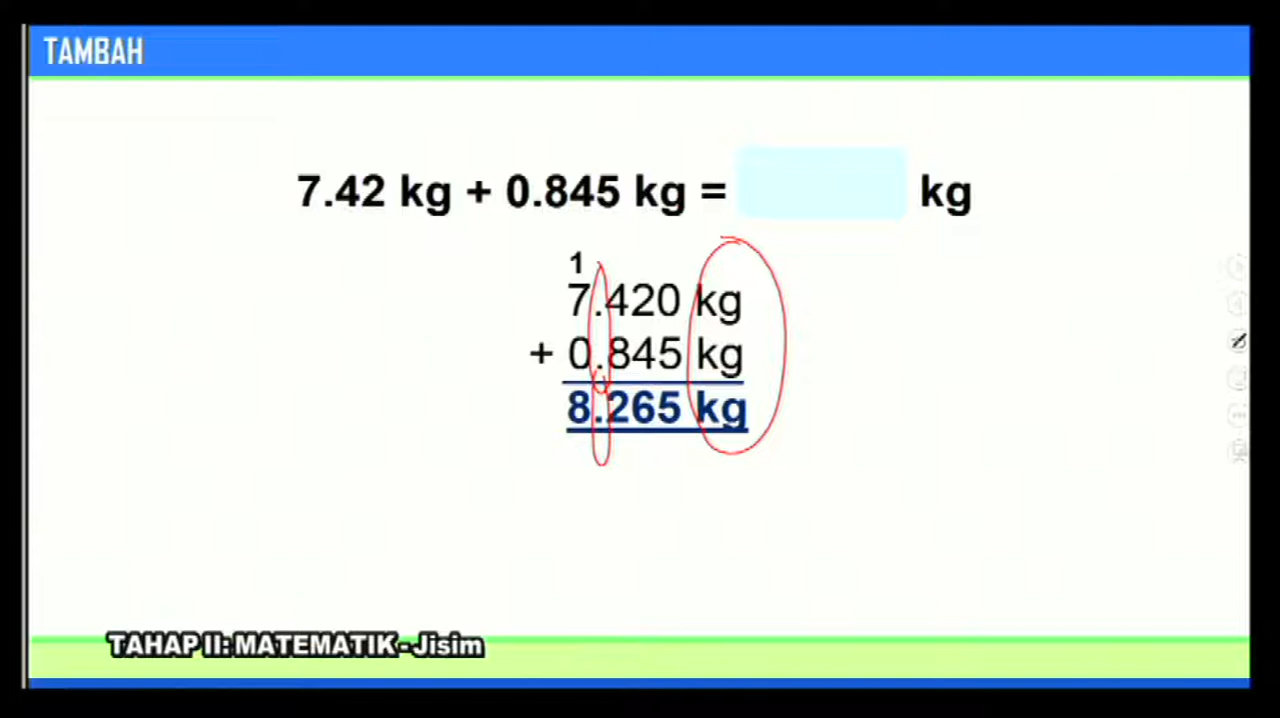 TAMBAH
7.42 kg + 0.845 kg = kg
1
7.420 kg
+ 0.845 kg
8.265 kg
TAHAP II: MATEMATIK - Jisim